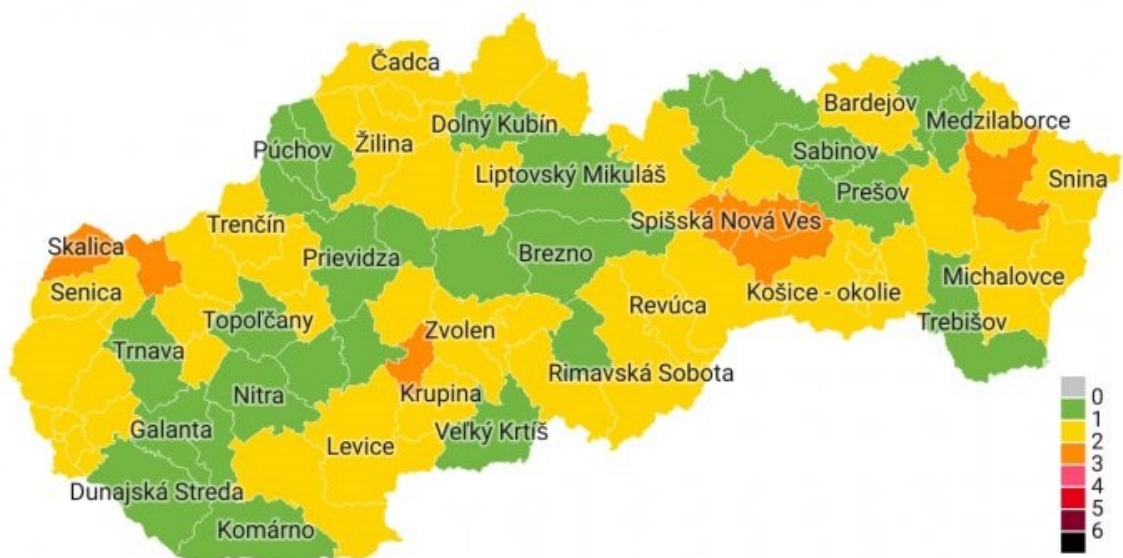 Čadca
Bardejov
Dolný Kubín
Medzilaborce
Púchov
Žilina
Sabinov
Liptovský Mikuláš
Snina
Prešov
Trenčín
Spišská Nová Ves
Skalica
Prievidza
Brezno
Michalovce
Senica
Košice - okolie
Revúca
Topoľčany
Zvolen
Trebišov
Trnava
Rimavská Sobota
Nitra
Krupina
Galanta
Veľký Krtíš
Levice
Dunajská Streda
Komárno
0
1
2
3
4
5
6